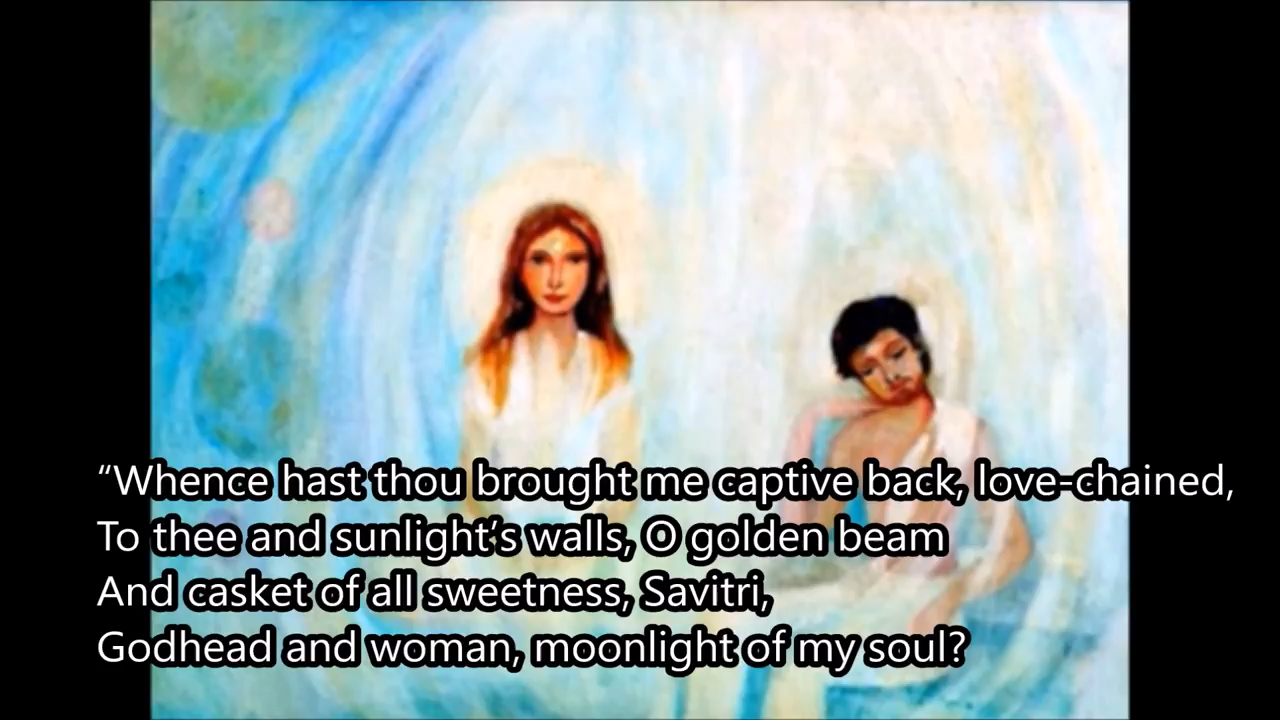 “Whence hast thou brought me captive back, love-chained,
To thee and sunlight’s walls, O golden beam
And casket of all sweetness, Savitri,
Godhead and woman, moonlight of my soul?